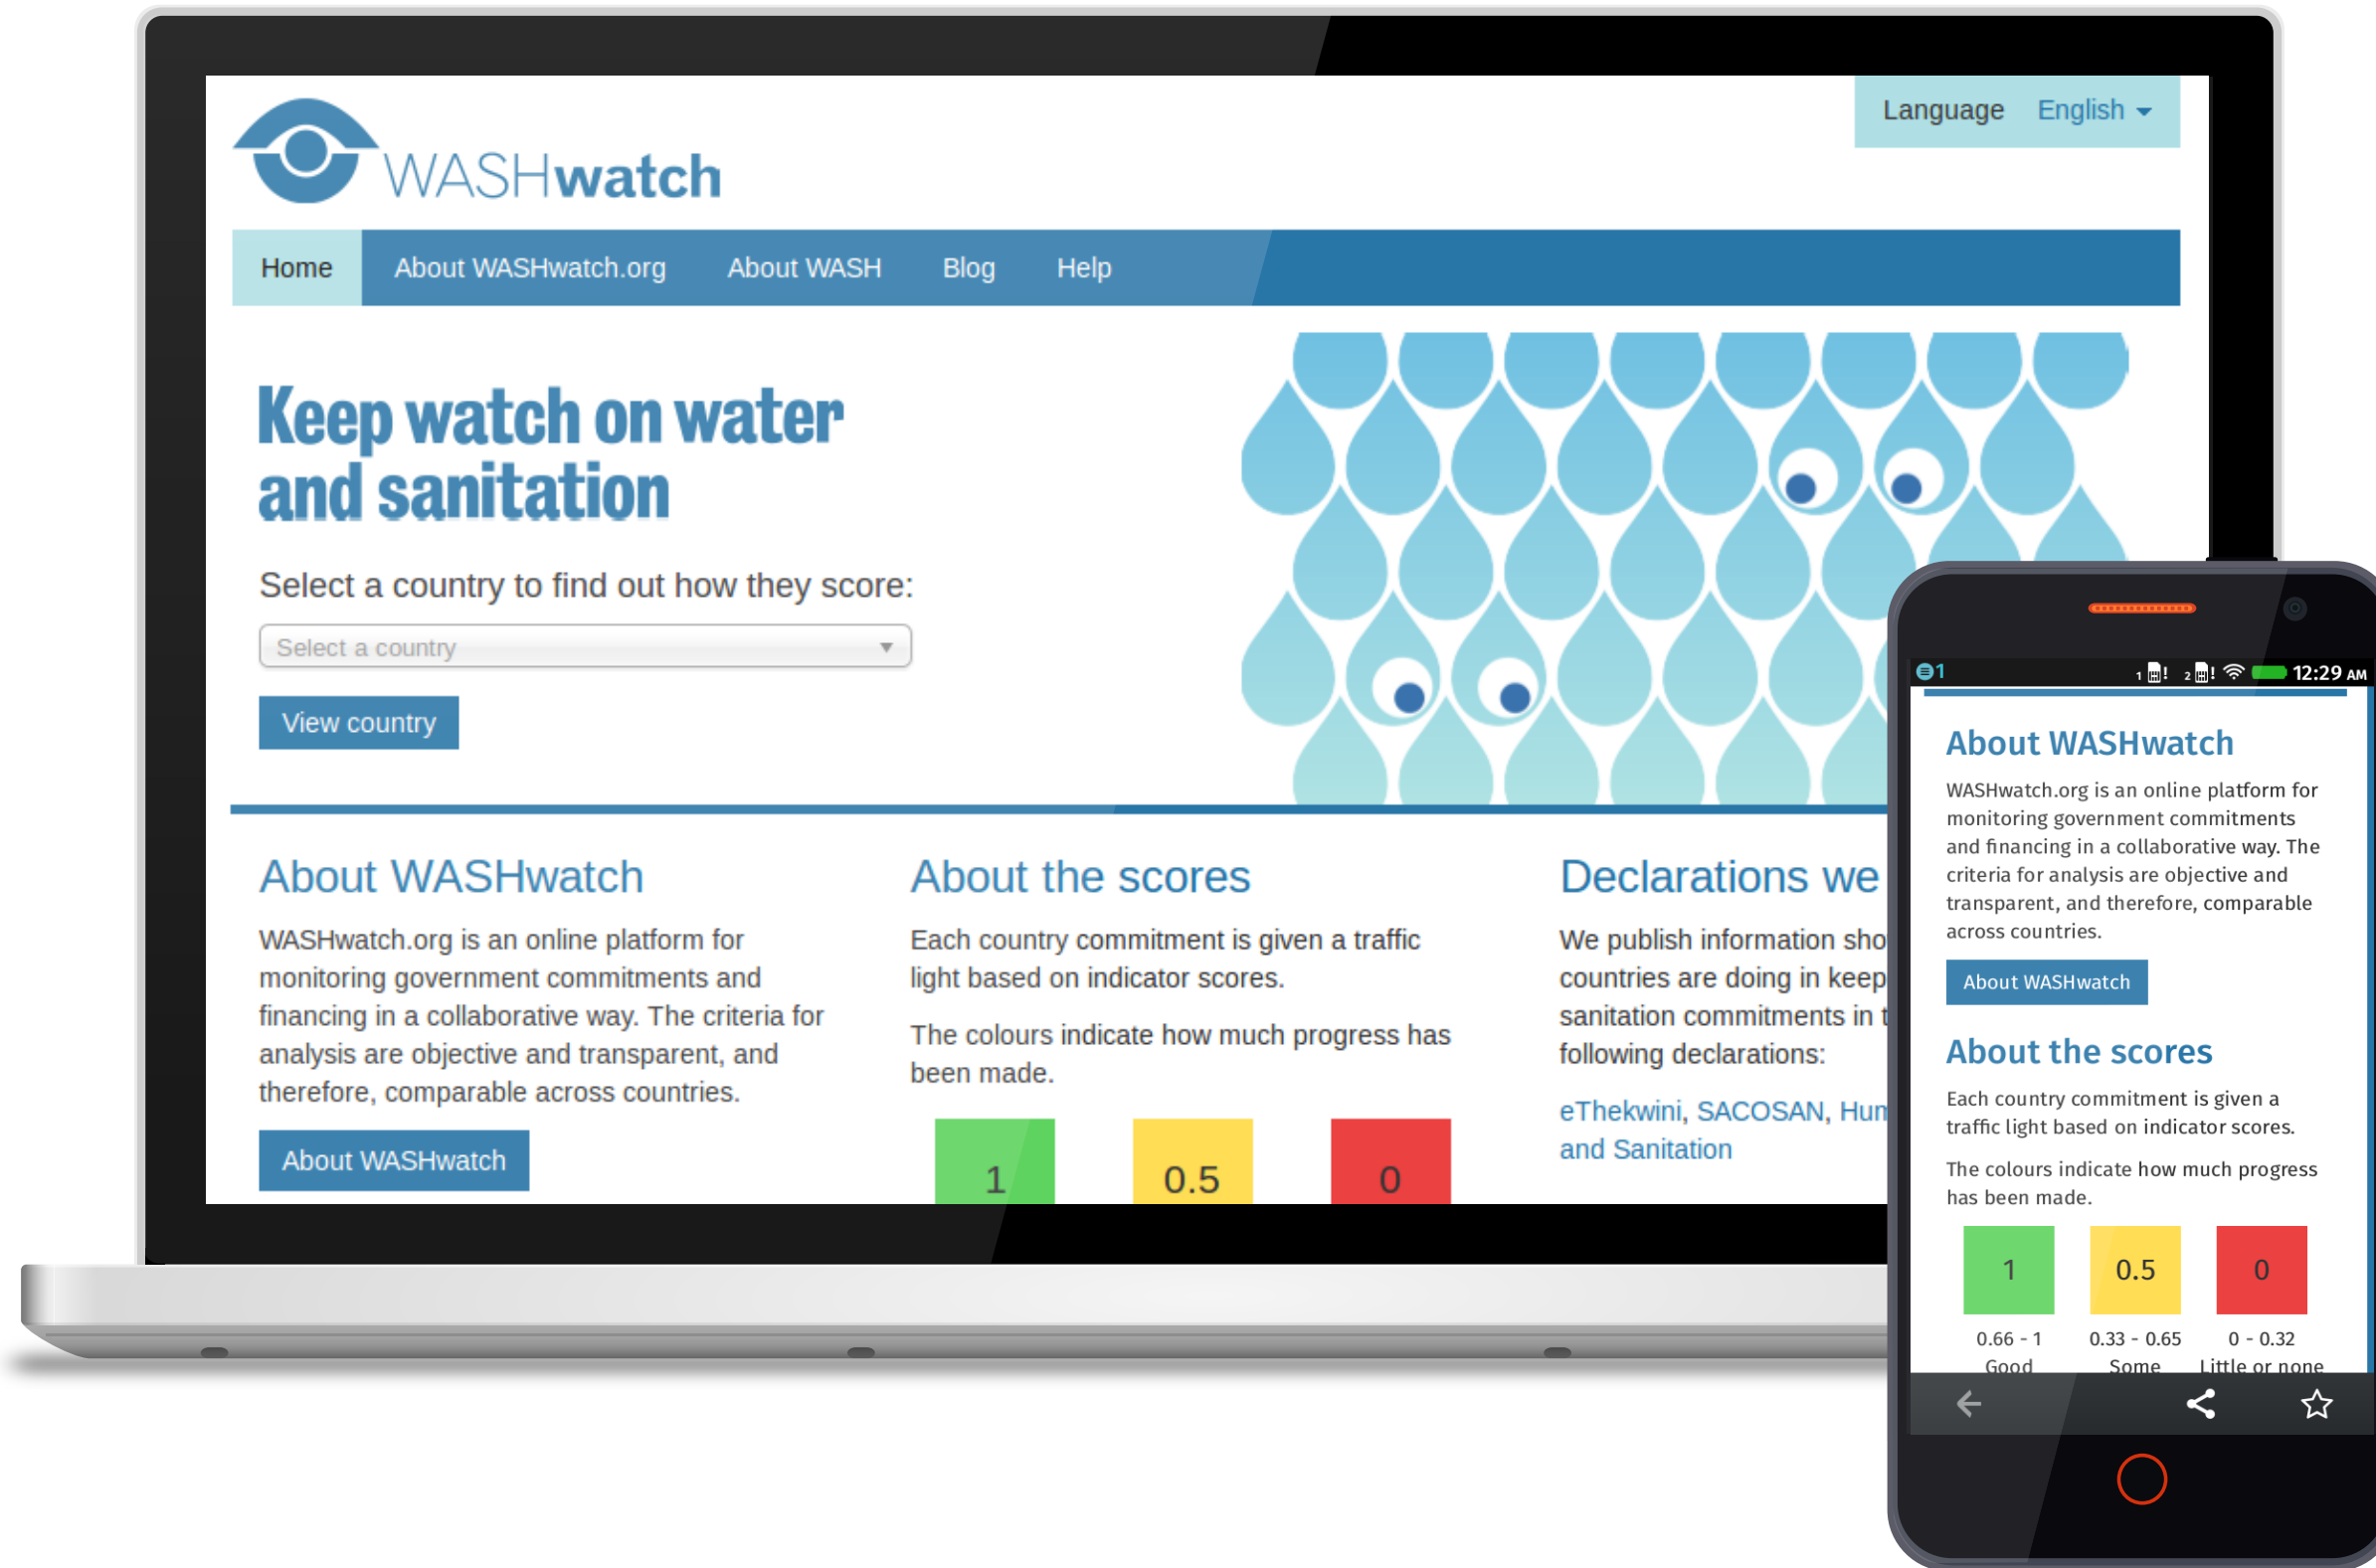 WASHwatch
Language English
Home About WASHwatch.org About WASH Blog Help
Keep watch on water
and sanitation
Select a country to find out how they score:
Select a country
View country
About WASHwatch
WASHwatch.org is an online platform for
monitoring government commitments and
financing in a collaborative way. The criteria for
analysis are objective and transparent, and
therefore, comparable across countries.
About WASHwatch
About the scores
Each country commitment is given a traffic
light based on indicator scores.
The colours indicate how much progress has
been made.
1 0.5 0
Declarations we
We publish information sho
countries are doing in keep
sanitation commitments in t
following declarations:
eThekwini, SACOSAN, Hum
and Sanitation
1 1 ! 2 ! 12:29 AM
About WASHwatch
WASHwatch.org is an online platform for
monitoring government commitments
and financing in a collaborative way. The
criteria for analysis are objective and
transparent, and therefore, comparable
across countries.
About WASHwatch
About the scores
Each country commitment is given a
traffic light based on indicator scores.
The colours indicate how much progress
has been made.
1 0.5 0
0.66 - 1 0.33 - 0.65 0 - 0.32
Good Some Little or none